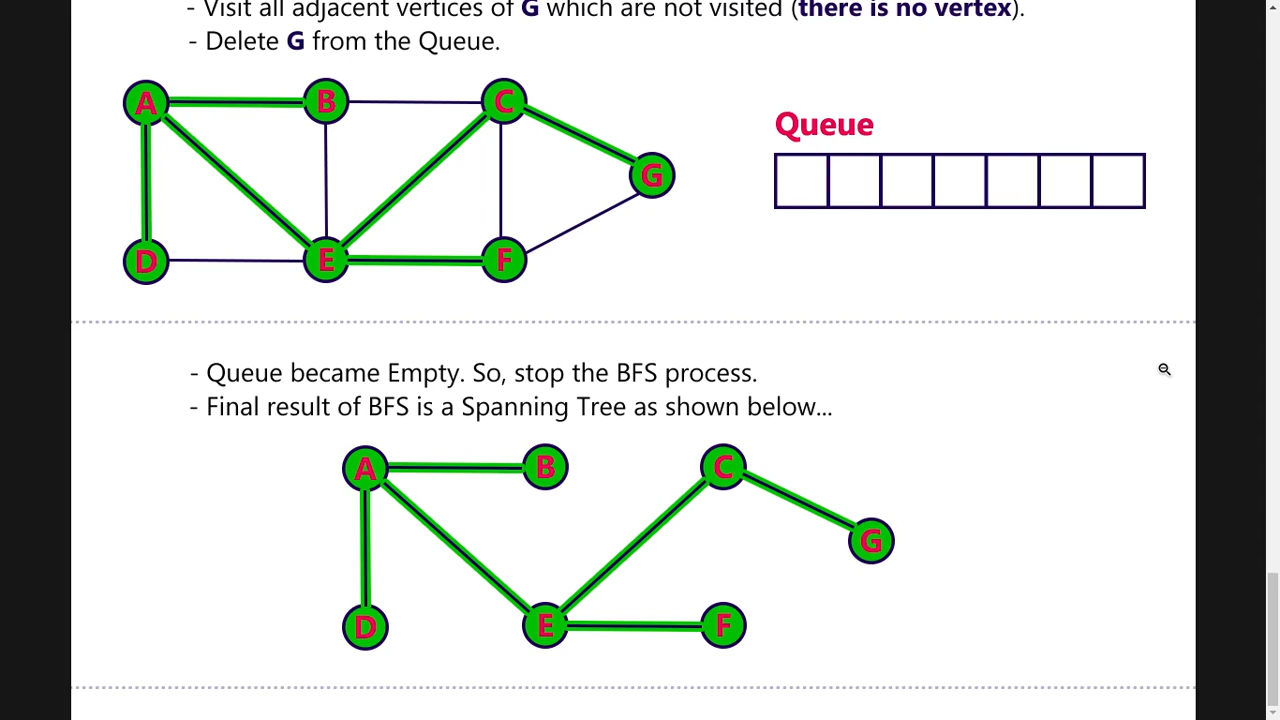 - Visit all adjacent vertices of G which are not visited (there is no vertex).
- Delete G from the Queue.
A B C
Queue
G
D E F
- Queue became Empty. So, stop the BFS process.
- Final result of BFS is a Spanning Tree as shown below...
A B C
G
D E F